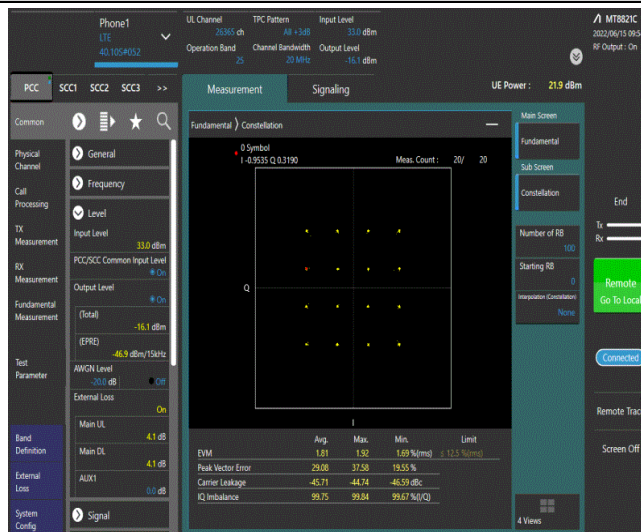 Phone1
LTE
40.10S#052
UL Channel
26365 ch
TPC Pattern
All +3dB
Input Level
33.0 dBm
Operation Band
25
Channel Bandwidth
20 MHz
Output Level
-16.1 dBm
MT8821C
2022/06/15 09:5
RF Output : On
PCC
SCC1
SCC2
SCC3
>>
Measurement
Signaling
UE Power : 21.9 dBm
Common
Physical
Channel
Call
Processing
TX
Measurement
RX
Measurement
Fundamental
Measurement
Test
Parameter
Band
Definition
External
Loss
System
Config
General
Frequency
Level
Input Level
33.0 dBm
PCC/SCC Common Input Level
On
Output Level
On
(Total)
-16.1 dBm
(EPRE)
-46.9 dBm/15kHz
AWGN Level
-20.0 dB Off
External Loss
On
Main UL
4.1 dB
Main DL
4.1 dB
AUX1
0.0 dB
Signal
Fundamental ⟩ Constellation
0 Symbol
I -0.9535 Q 0.3190
Meas. Count : 20/ 20
Q
I
Avg. Max. Min. Limit
EVM 1.81 1.92 1.69 %(rms) ≤ 12.5 %(rms)
Peak Vector Error 29.08 37.58 19.55 %
Carrier Leakage -45.71 -44.74 -46.59 dBc
IQ Imbalance 99.75 99.84 99.67 %(I/Q)
Main Screen
Fundamental
Sub Screen
Constellation
Number of RB
100
Starting RB
0
Interpolation (Constellation)
None
4 Views
End
Tx
Rx
Remote
Go To Local
Connected
Remote Trac
Screen Off